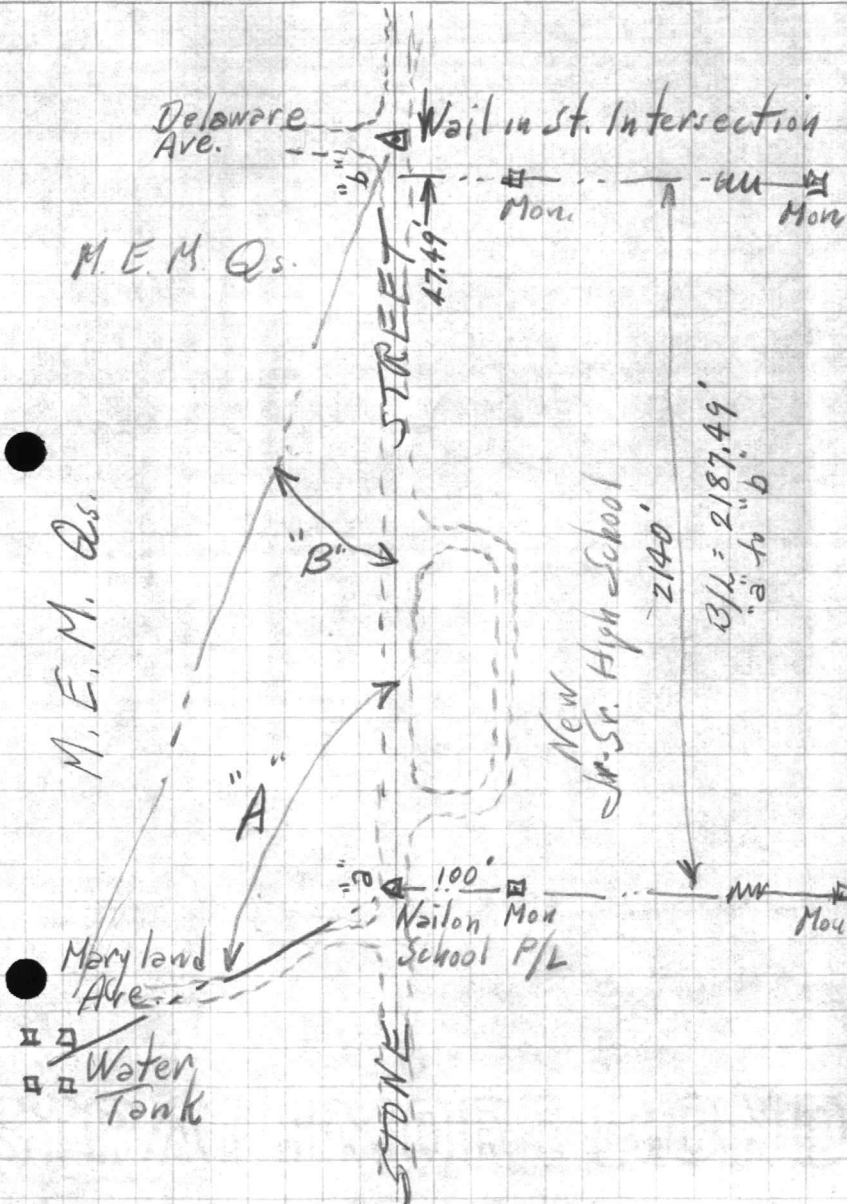 Delaware
Ave.
Nail in St. Intersection
"b"
Mon.
Mon
M. E. M. Qs.
47.49'
STREET
M. E. M. Qs.
"B"
New
Jr.-Sr. High School
2140'
B/L = 2187.49'
"a" to "b"
"A"
"a"
100'
Nail on
School P/L
Mon
Mon
Maryland
Ave.
Water
Tank
STONE